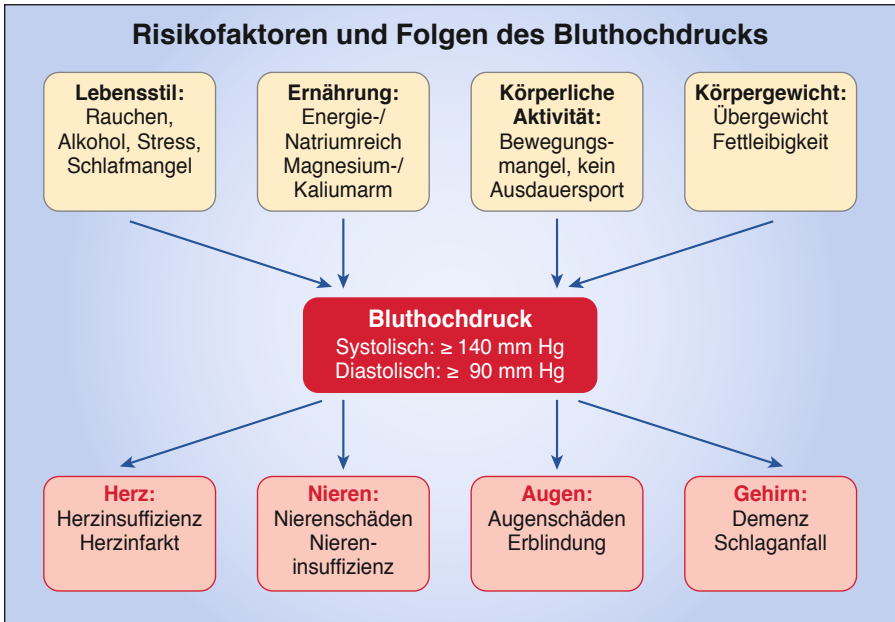 Risikofaktoren und Folgen des Bluthochdrucks
Lebensstil:
Rauchen,
Alkohol, Stress,
Schlafmangel
Ernährung:
Energie-/
Natriumreich
Magnesium-/
Kaliumarm
Körperliche
Aktivität:
Bewegungs-
mangel, kein
Ausdauersport
Körpergewicht:
Übergewicht
Fettleibigkeit
Bluthochdruck
Systolisch: ≥ 140 mm Hg
Diastolisch: ≥ 90 mm Hg
Herz:
Herzinsuffizienz
Herzinfarkt
Nieren:
Nierenschäden
Nieren-
insuffizienz
Augen:
Augenschäden
Erblindung
Gehirn:
Demenz
Schlaganfall